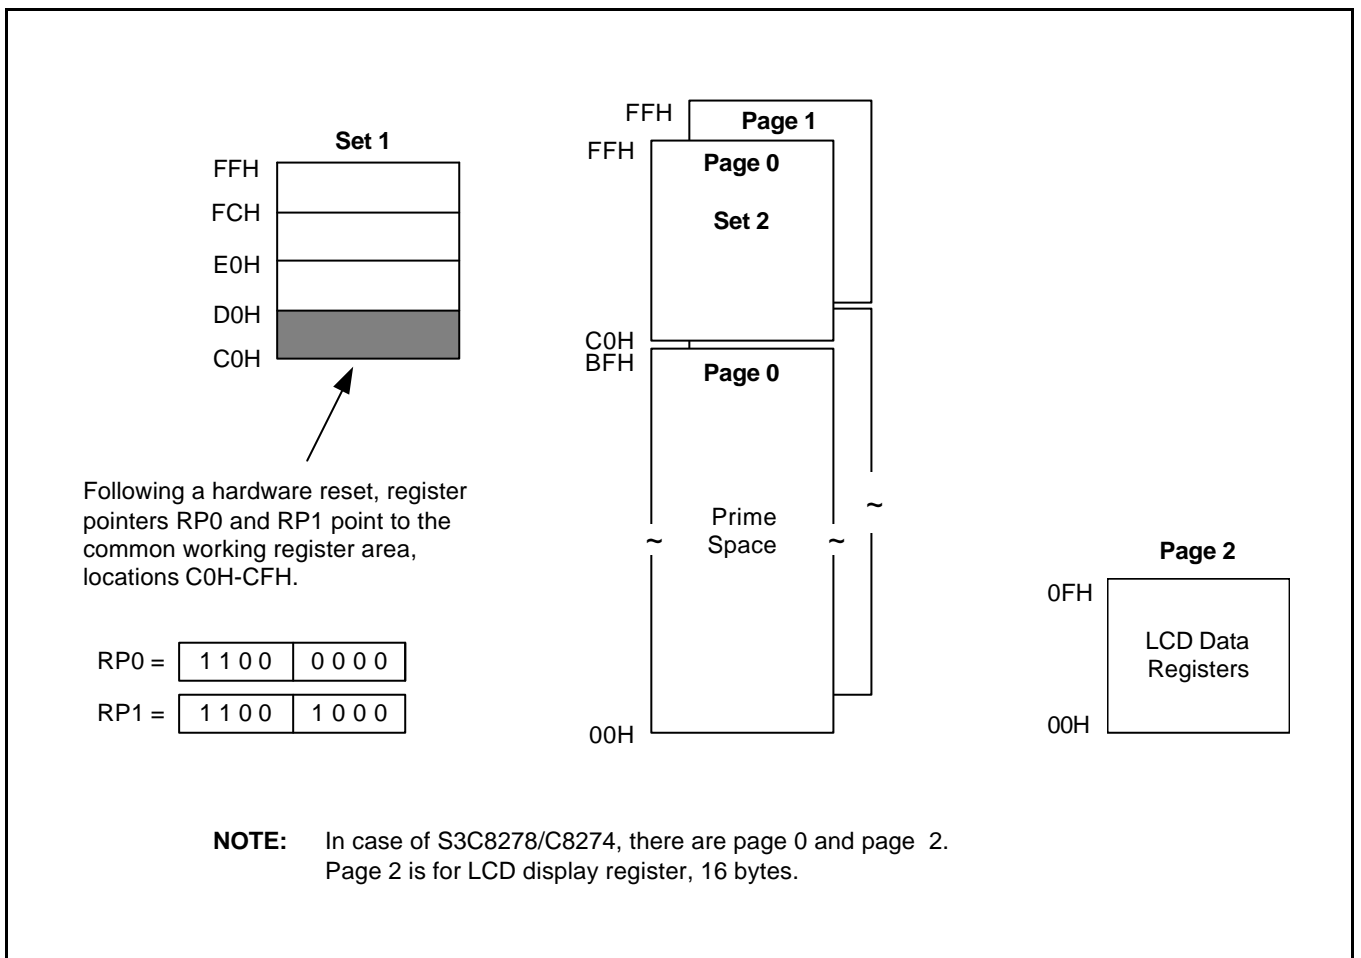 Set 1
FFH
FCH
E0H
D0H
C0H
Following a hardware reset, register
pointers RP0 and RP1 point to the
common working register area,
locations C0H-CFH.
RP0 = 1 1 0 0 0 0 0 0
RP1 = 1 1 0 0 1 0 0 0
FFH
Page 1
FFH
Page 0
Set 2
C0H
BFH
Page 0
~
Prime
Space
~
~
00H
Page 2
0FH
LCD Data
Registers
00H
NOTE: In case of S3C8278/C8274, there are page 0 and page 2.
Page 2 is for LCD display register, 16 bytes.